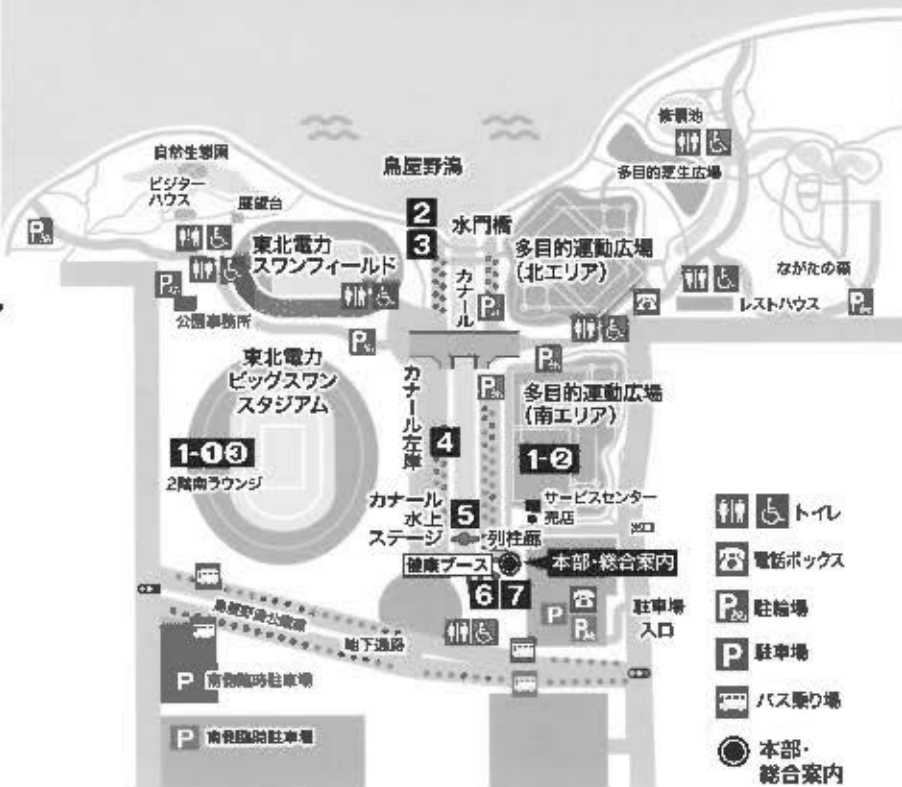 修景池
自然生態園
鳥屋野潟
多目的芝生広場
ビジター
ハウス
展望台
2
水門橋
3
東北電力
スワンフィールド
多目的運動広場
(北エリア)
カナール
ながたの森
レストハウス
公園事務所
東北電力
ビッグスワン
スタジアム
カナール左岸
多目的運動広場
(南エリア)
4
1-❶❸
2階南ラウンジ
1-❷
カナール
水上
ステージ
5
列柱廊
サービスセンター
売店
出口
健康ブース
本部・総合案内
6 7
P
駐車場
入口
鳥屋野潟公園線
地下通路
P 南側臨時駐車場
P 南側臨時駐車場
トイレ
電話ボックス
駐輪場
P 駐車場
バス乗り場
本部・
総合案内